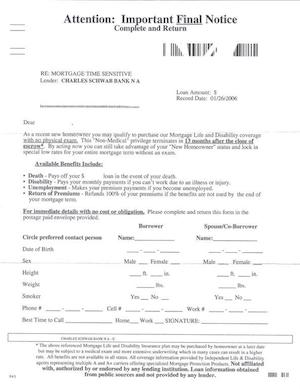 Attention: Important Final Notice
Complete and Return
RE: MORTGAGE TIME SENSITIVE
Lender: CHARLES SCHWAB BANK N A
Loan Amount: $
Record Date: 01/26/2006
Dear ,
As a recent new homeowner you may qualify to purchase our Mortgage Life and Disability coverage
with no physical exam. This "Non-Medical" privilege terminates in 13 months after the close of
escrow*. By acting now you can still take advantage of your "New Homeowner" status and lock in
special low rates for your entire mortgage term without an exam.
Available Benefits Include:
• Death - Pays off your $ loan in the event of your death.
• Disability - Pays your monthly payments if you can't work due to an illness or injury.
• Unemployment - Makes your premium payments if you become unemployed.
• Return of Premiums - Refunds 100% of your premiums if the benefits are not used by the end of
your mortgage term.
For immediate details with no cost or obligation. Please complete and return this form in the
postage paid envelope provided.
Borrower Spouse/Co-Borrower
Circle preferred contact person Name: Name:
Date of Birth
Sex Male Female Male Female
Height ft. in. ft. in.
Weight lbs. lbs.
Smoker Yes No Yes No
Phone # Cell # Work #
Best Time to Call Home Work SIGNATURE:
CHARLES SCHWAB BANK N A
* The above referenced Mortgage Life and Disability Insurance plan may be purchased by homeowner at a later date
but may be subject to a medical exam and more extensive underwriting which in many cases can result in a higher
rate. All benefits are not available in all states. All coverage information provided by Independent Life & Disability
agents representing multiple A and A+ carriers offering specialized Mortgage Protection Products. Not affiliated
with, authorized by or endorsed by any lending institution. Loan information obtained
from public sources and not provided by any lender.